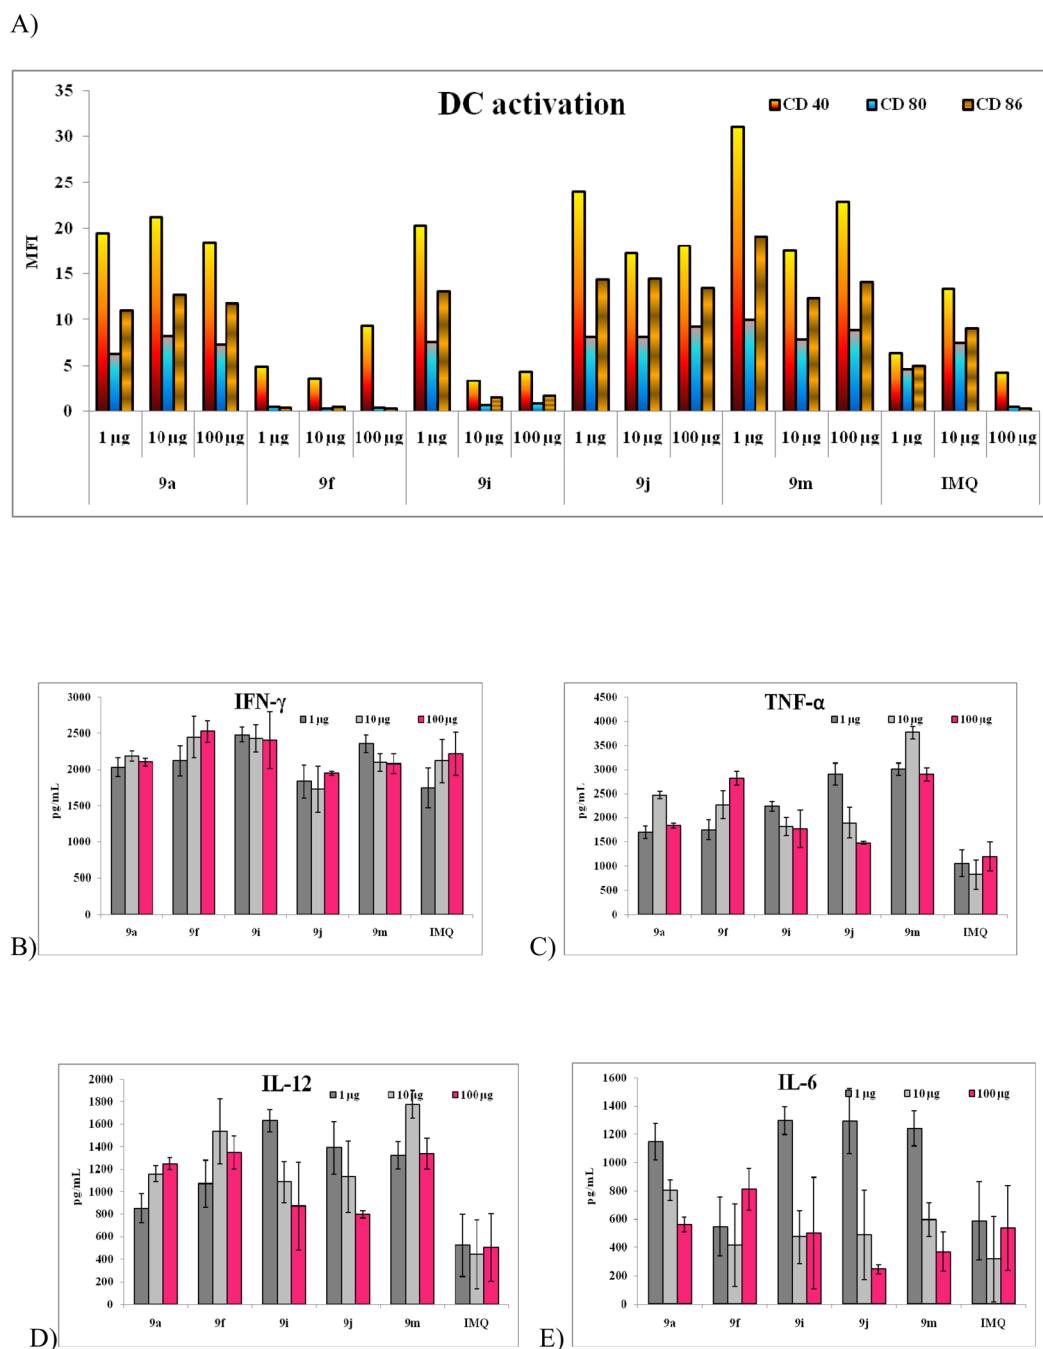 A)
DC activation
CD 40 CD 80 CD 86
35
30
25
20
15
10
5
0
MFI
1 µg 10 µg 100 µg 1 µg 10 µg 100 µg 1 µg 10 µg 100 µg 1 µg 10 µg 100 µg 1 µg 10 µg 100 µg 1 µg 10 µg 100 µg
9a 9f 9i 9j 9m IMQ
IFN-γ
1 µg 10 µg 100 µg
3000
2500
2000
1500
1000
500
0
pg/mL
9a 9f 9i 9j 9m IMQ
B)
TNF-α
1 µg 10 µg 100 µg
4500
4000
3500
3000
2500
2000
1500
1000
500
0
pg/mL
9a 9f 9i 9j 9m IMQ
C)
IL-12
1 µg 10 µg 100 µg
2000
1800
1600
1400
1200
1000
800
600
400
200
0
pg/mL
9a 9f 9i 9j 9m IMQ
D)
IL-6
1 µg 10 µg 100 µg
1600
1400
1200
1000
800
600
400
200
0
pg/mL
9a 9f 9i 9j 9m IMQ
E)